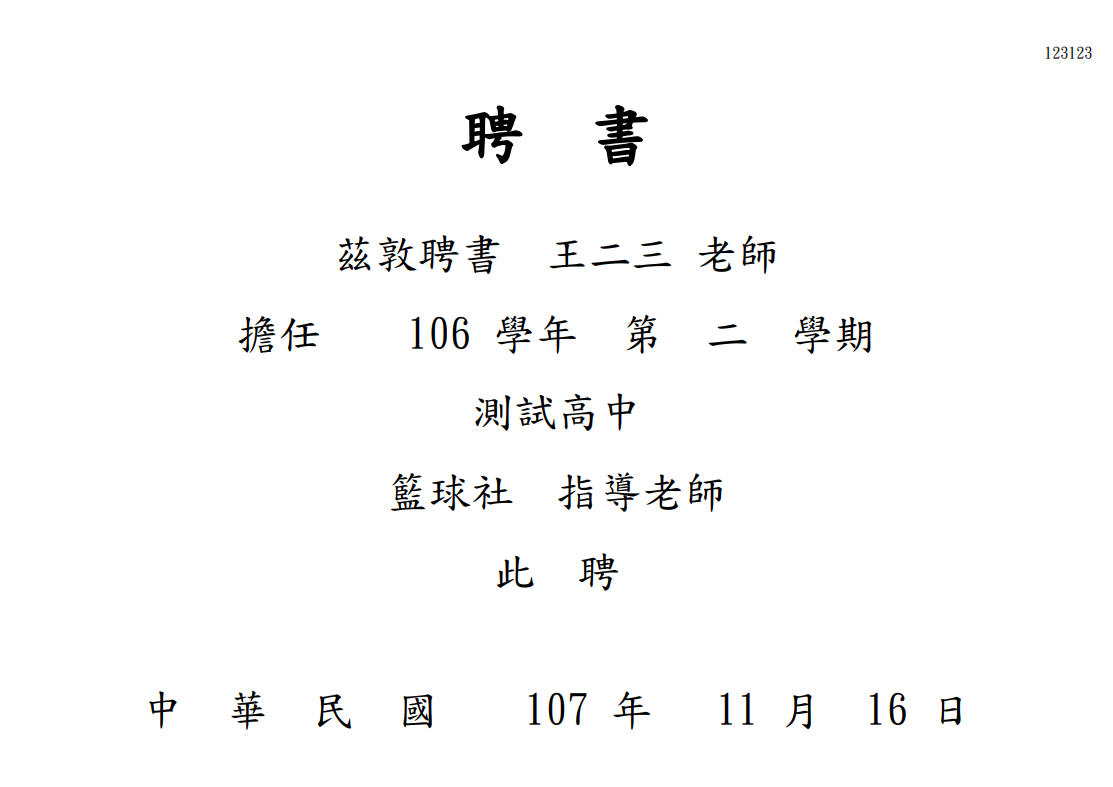 123123
聘　書
茲敦聘書　王二三 老師
擔任　　106 學年　第　二　學期
測試高中
籃球社　指導老師
此　聘
中　華　民　國　　107 年　 11 月　16 日